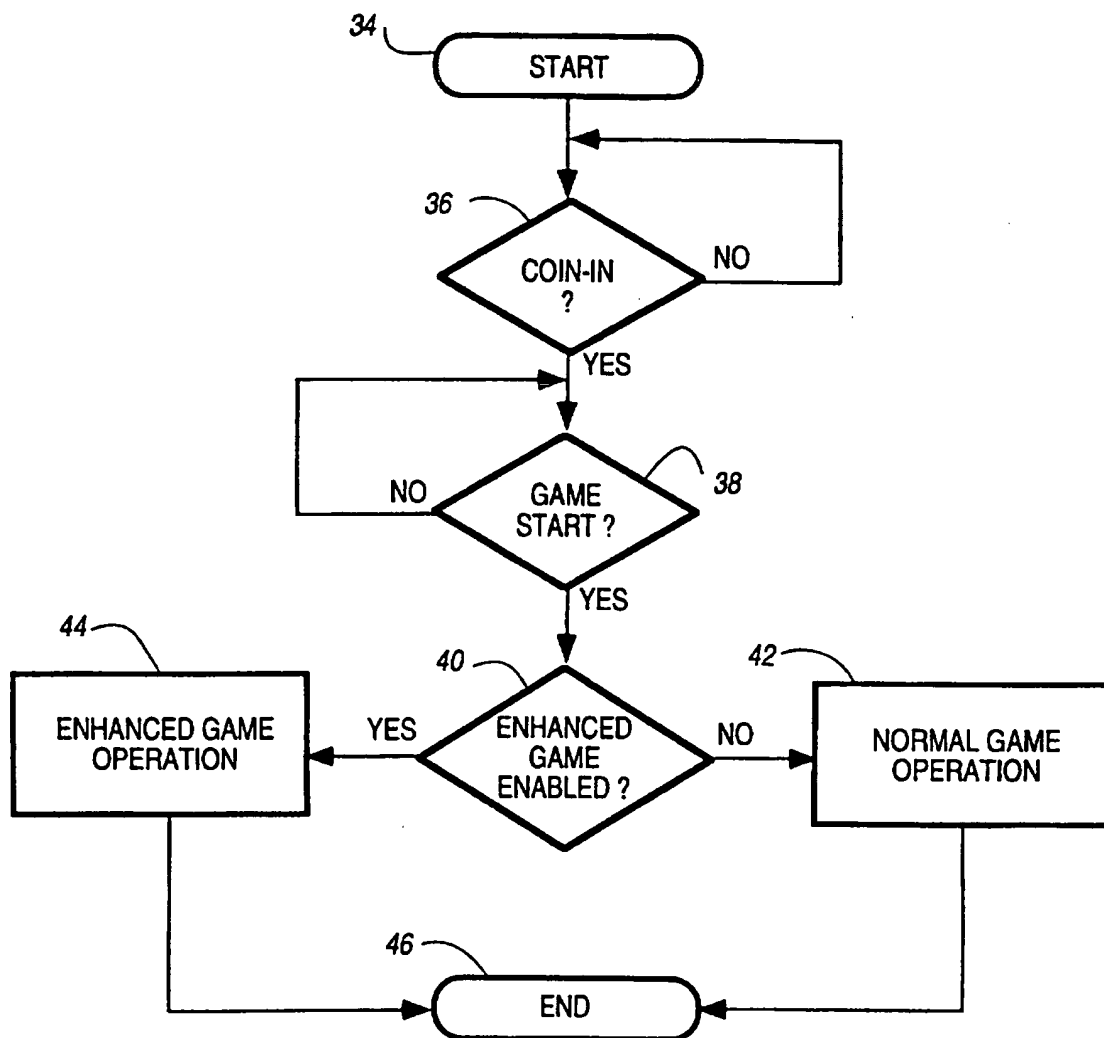 34
START
36
COIN-IN
?
NO
YES
NO
GAME
START ?
38
YES
44
40
42
ENHANCED GAME
OPERATION
YES
ENHANCED
GAME
ENABLED ?
NO
NORMAL GAME
OPERATION
46
END